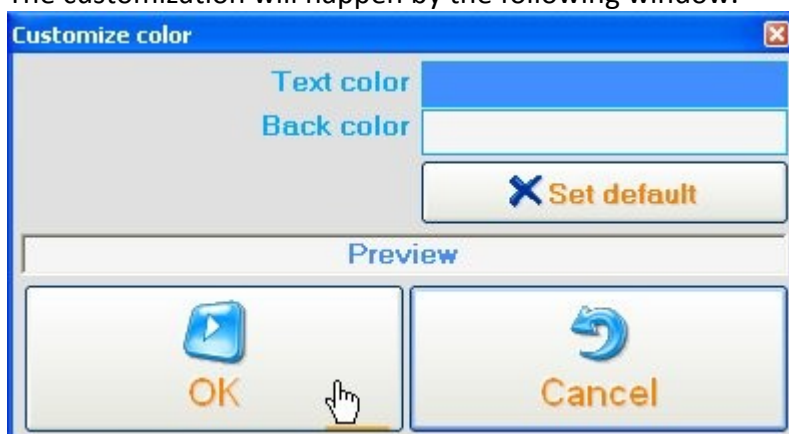 The customization will happen by the following window:
Customize color
Text color
Back color
Set default
Preview
OK
Cancel